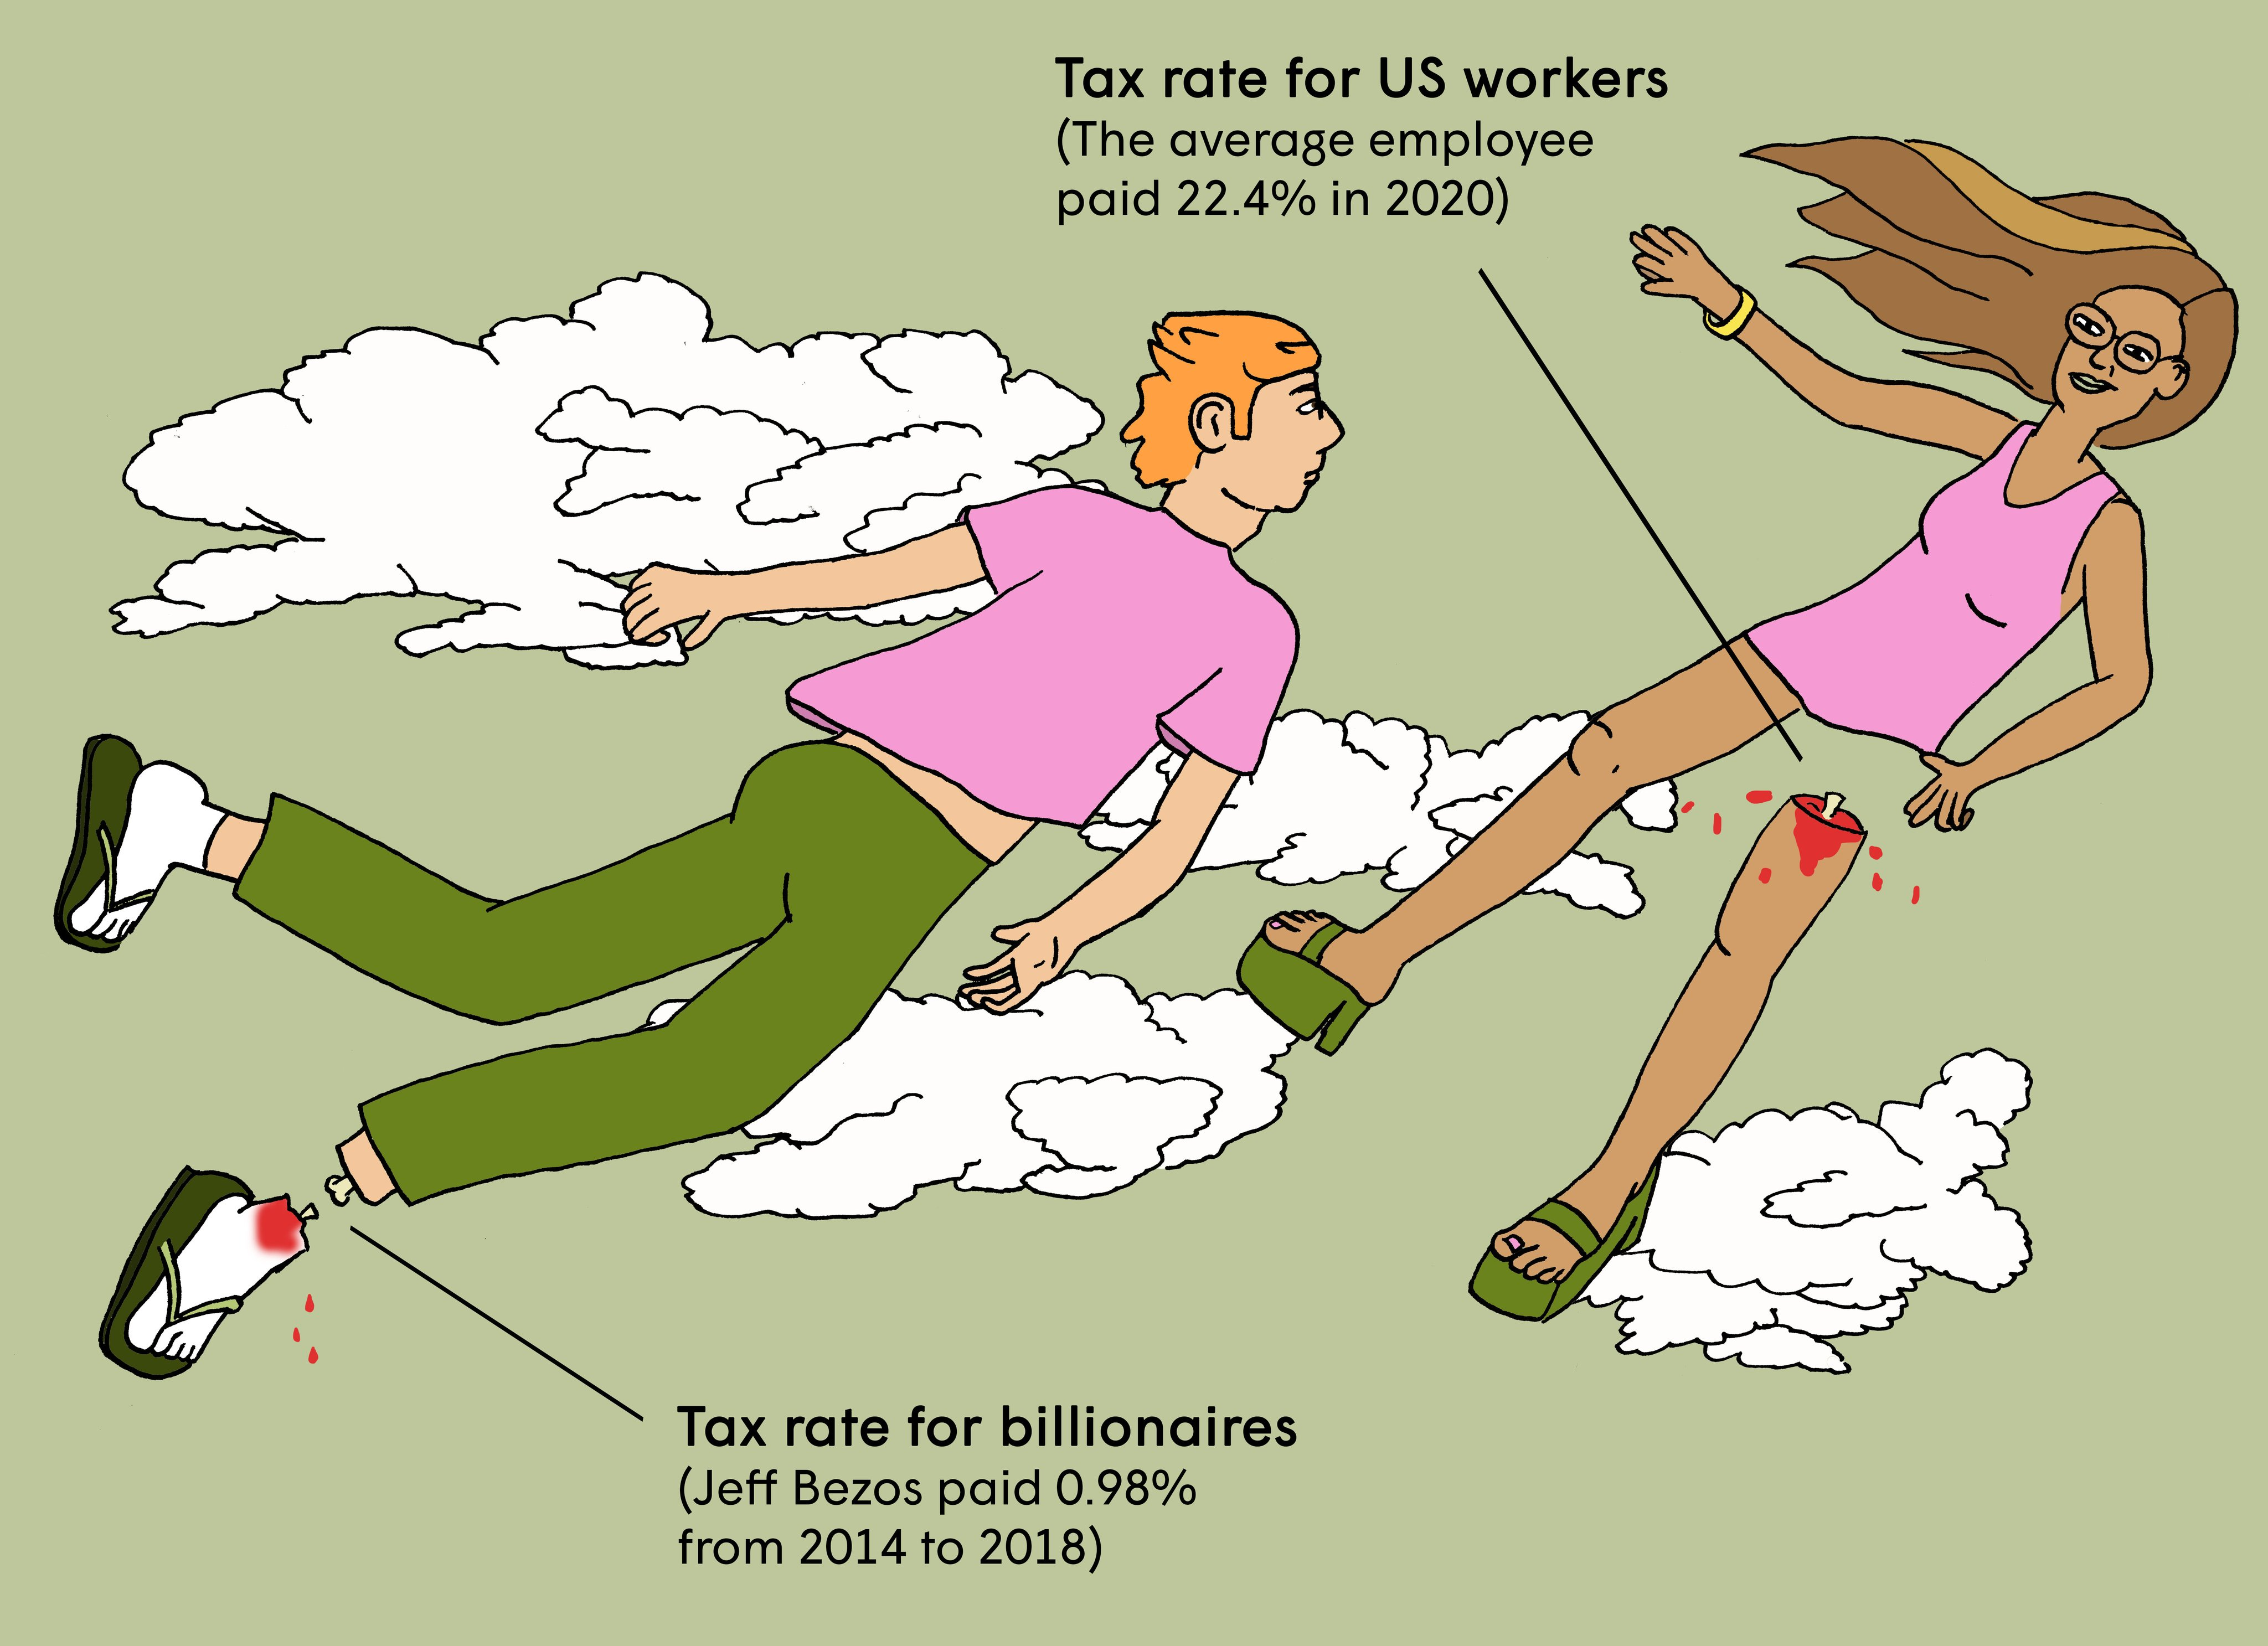 Tax rate for US workers
(The average employee
paid 22.4% in 2020)
Tax rate for billionaires
(Jeff Bezos paid 0.98%
from 2014 to 2018)